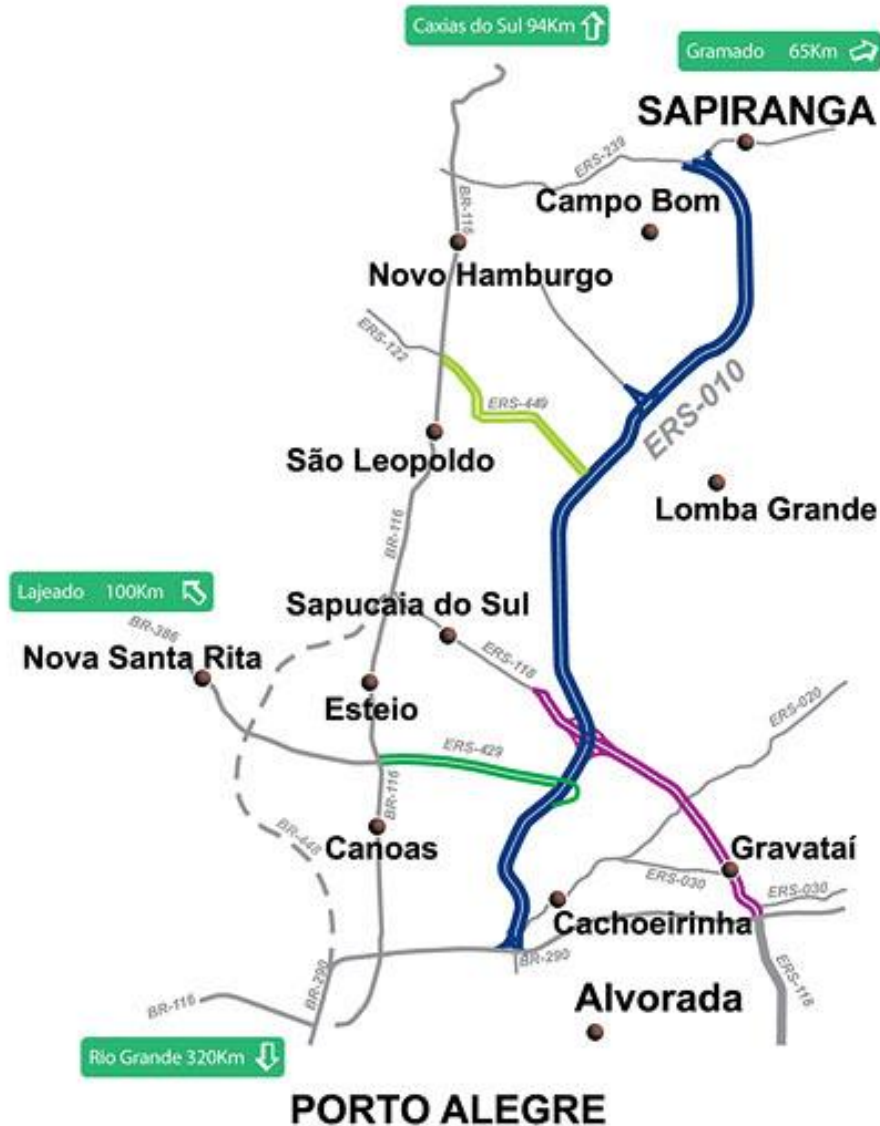 Caxias do Sul 94Km
Gramado 65Km
SAPIRANGA
ERS-239
Campo Bom
BR-116
Novo Hamburgo
ERS-122
ERS-010
ERS-449
São Leopoldo
Lomba Grande
BR-116
Lajeado 100Km
Sapucaia do Sul
BR-386
Nova Santa Rita
ERS-118
Esteio
ERS-020
ERS-429
BR-116
BR-448
Canoas
Gravataí
ERS-030
ERS-030
Cachoeirinha
BR-290
BR-290
ERS-118
BR-116
Alvorada
Rio Grande 320Km
PORTO ALEGRE